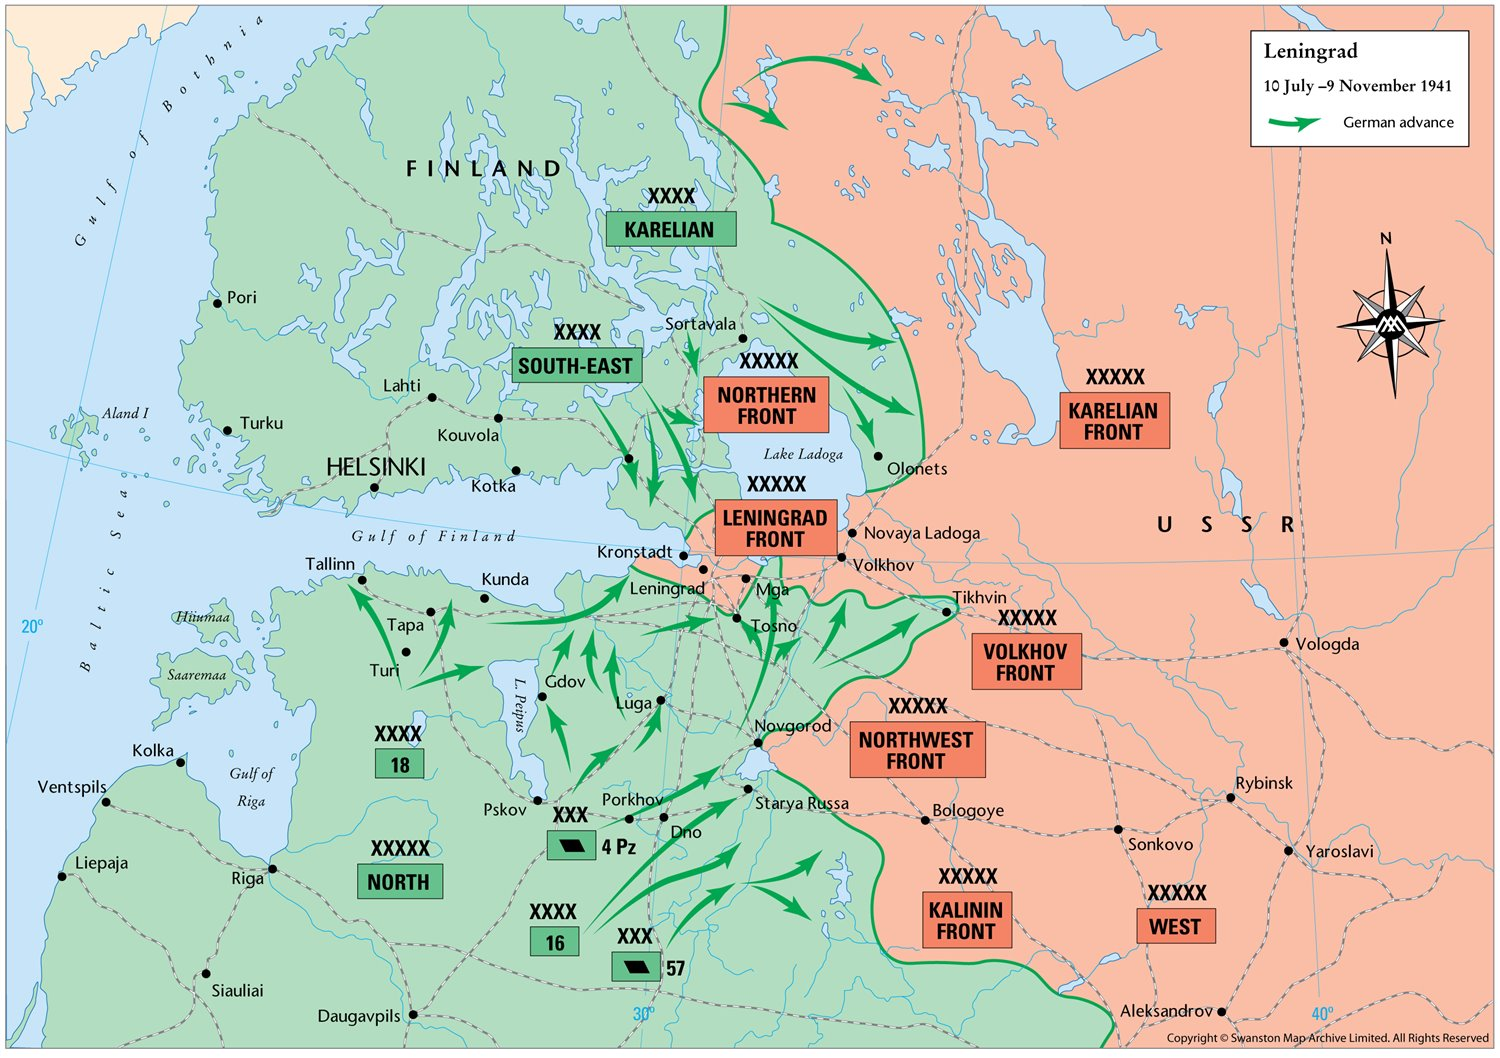 Leningrad
10 July –9 November 1941
German advance
Gulf of Bothnia
FINLAND
XXXX
KARELIAN
N
Pori
Sortavala
XXXX
SOUTH-EAST
XXXXX
NORTHERN
FRONT
XXXXX
KARELIAN
FRONT
Lahti
Aland I
Turku
Kouvola
HELSINKI
Kotka
Lake Ladoga
Olonets
XXXXX
LENINGRAD
FRONT
USSR
Baltic Sea
Gulf of Finland
Novaya Ladoga
Kronstadt
Volkhov
Tallinn
Kunda
Leningrad
Mga
Tikhvin
Hiiumaa
20º
Tapa
Tosno
XXXXX
VOLKHOV
FRONT
Vologda
Turi
Saaremaa
Gdov
L. Peipus
Luga
Novgorod
XXXXX
NORTHWEST
FRONT
XXXX
18
Kolka
Gulf of
Riga
Ventspils
Rybinsk
Pskov
Porkhov
Starya Russa
Bologoye
XXX
4 Pz
Dno
Sonkovo
Yaroslavi
XXXXX
NORTH
Liepaja
Riga
XXXXX
KALININ
FRONT
XXXXX
WEST
XXXX
16
XXX
57
Siauliai
Daugavpils
30º
Aleksandrov
40º
Copyright © Swanston Map Archive Limited. All Rights Reserved